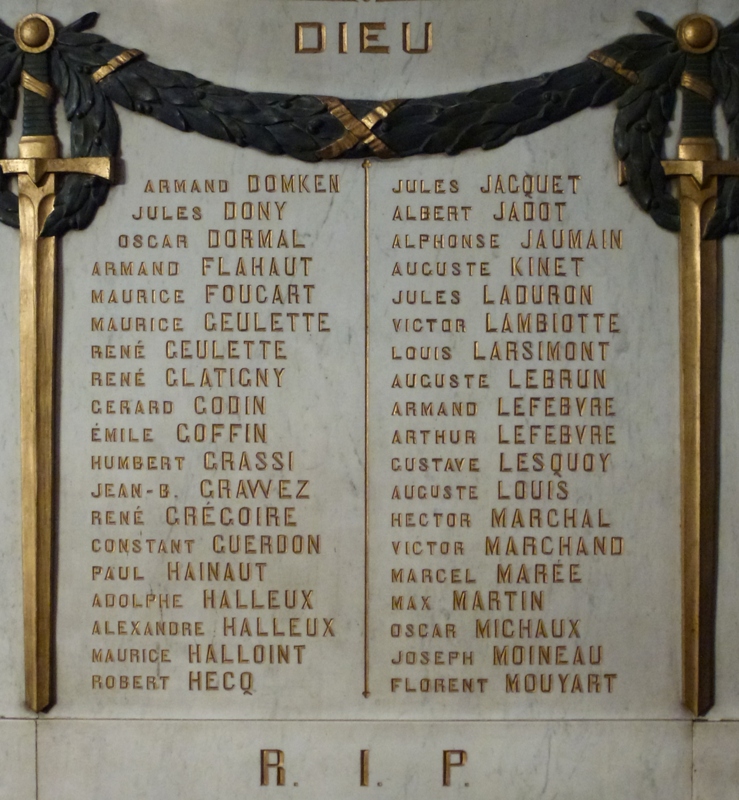 DIEU
ARMAND DOMKEN
JULES DONY
OSCAR DORMAL
ARMAND FLAHAUT
MAURICE FOUCART
MAURICE GEULETTE
RENÉ GEULETTE
RENÉ GLATIGNY
GERARD GODIN
ÉMILE GOFFIN
HUMBERT GRASSI
JEAN-B. GRAWEZ
RENÉ GRÉGOIRE
CONSTANT GUERDON
PAUL HAINAUT
ADOLPHE HALLEUX
ALEXANDRE HALLEUX
MAURICE HALLOINT
ROBERT HECQ
JULES JACQUET
ALBERT JADOT
ALPHONSE JAUMAIN
AUGUSTE KINET
JULES LADURON
VICTOR LAMBIOTTE
LOUIS LARSIMONT
AUGUSTE LEBRUN
ARMAND LEFEBVRE
ARTHUR LEFEBVRE
GUSTAVE LESQUOY
AUGUSTE LOUIS
HECTOR MARCHAL
VICTOR MARCHAND
MARCEL MARÉE
MAX MARTIN
OSCAR MICHAUX
JOSEPH MOINEAU
FLORENT MOUYART
R. I. P.